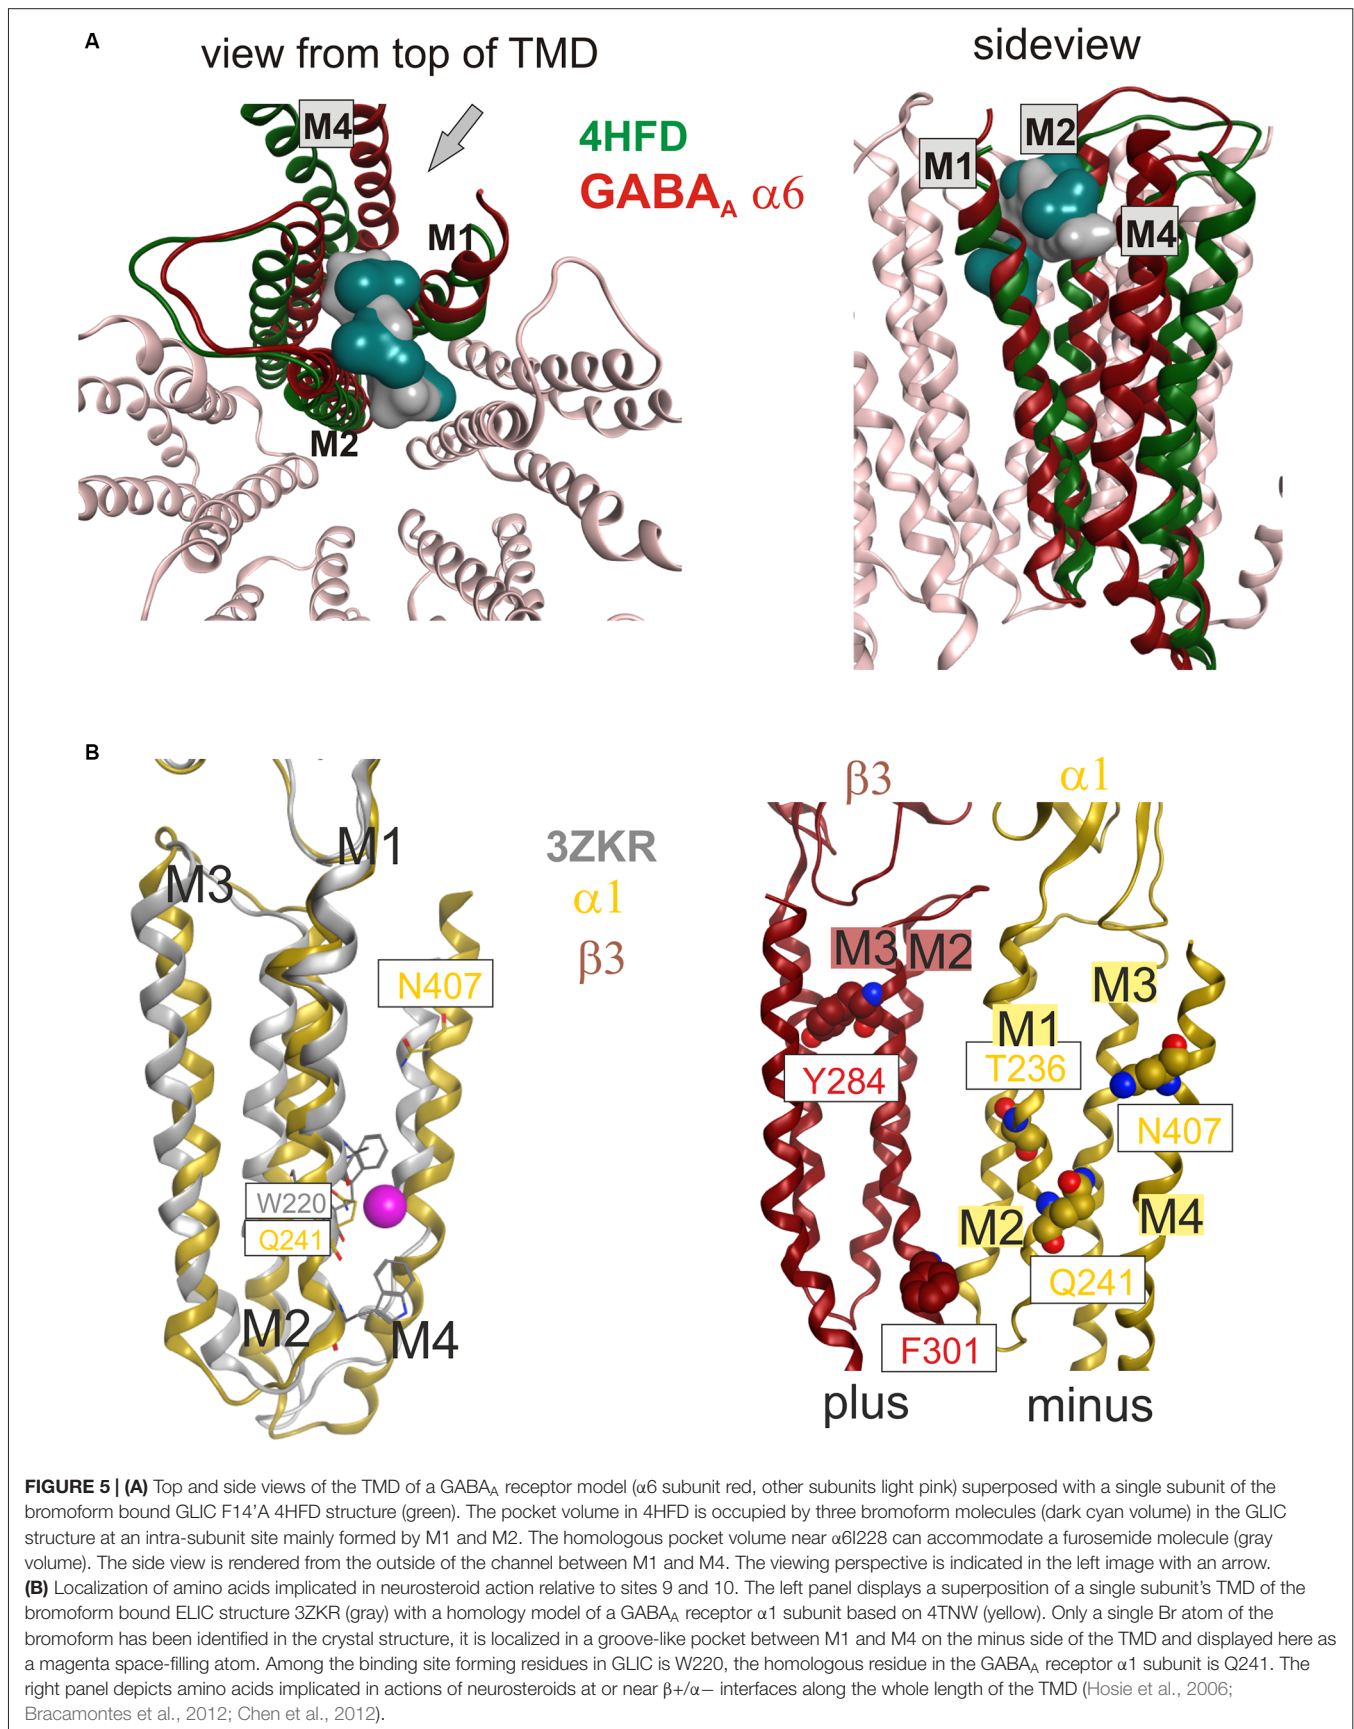 A
view from top of TMD
sideview
M4
4HFD
GABAA α6
M1
M2
M2
M1
M4
B
β3
α1
M3
M1
3ZKR
α1
β3
N407
W220
Q241
M2
M4
M3
M2
M3
M1
T236
Y284
N407
M2
M4
Q241
F301
plus
minus
FIGURE 5 | (A) Top and side views of the TMD of a GABAA receptor model (α6 subunit red, other subunits light pink) superposed with a single subunit of the
bromoform bound GLIC F14’A 4HFD structure (green). The pocket volume in 4HFD is occupied by three bromoform molecules (dark cyan volume) in the GLIC
structure at an intra-subunit site mainly formed by M1 and M2. The homologous pocket volume near α6I228 can accommodate a furosemide molecule (gray
volume). The side view is rendered from the outside of the channel between M1 and M4. The viewing perspective is indicated in the left image with an arrow.
(B) Localization of amino acids implicated in neurosteroid action relative to sites 9 and 10. The left panel displays a superposition of a single subunit’s TMD of the
bromoform bound ELIC structure 3ZKR (gray) with a homology model of a GABAA receptor α1 subunit based on 4TNW (yellow). Only a single Br atom of the
bromoform has been identified in the crystal structure, it is localized in a groove-like pocket between M1 and M4 on the minus side of the TMD and displayed here as
a magenta space-filling atom. Among the binding site forming residues in GLIC is W220, the homologous residue in the GABAA receptor α1 subunit is Q241. The
right panel depicts amino acids implicated in actions of neurosteroids at or near β+/α− interfaces along the whole length of the TMD (Hosie et al., 2006;
Bracamontes et al., 2012; Chen et al., 2012).